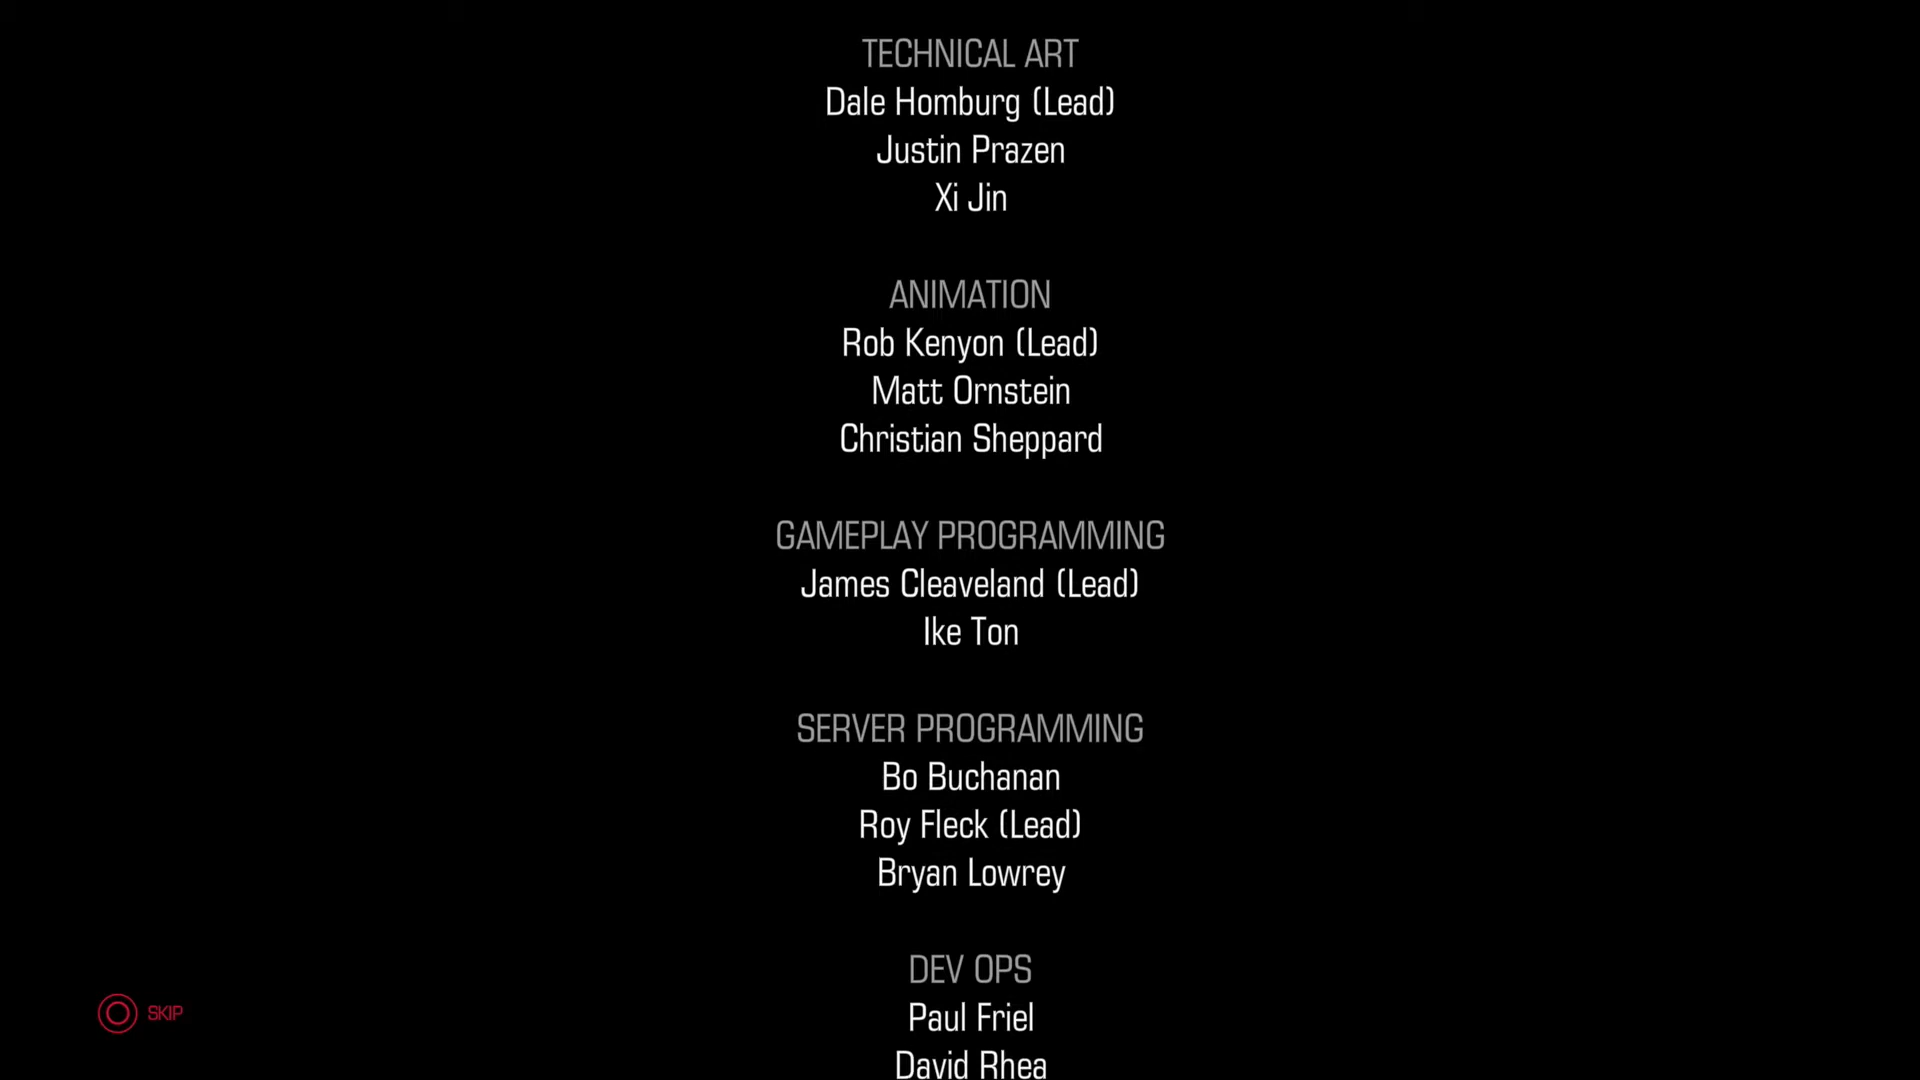 TECHNICAL ART
Dale Homburg (Lead)
Justin Prazen
Xi Jin
ANIMATION
Rob Kenyon (Lead)
Matt Ornstein
Christian Sheppard
GAMEPLAY PROGRAMMING
James Cleaveland (Lead)
Ike Ton
SERVER PROGRAMMING
Bo Buchanan
Roy Fleck (Lead)
Bryan Lowrey
DEV OPS
Paul Friel
David Rhea
SKIP